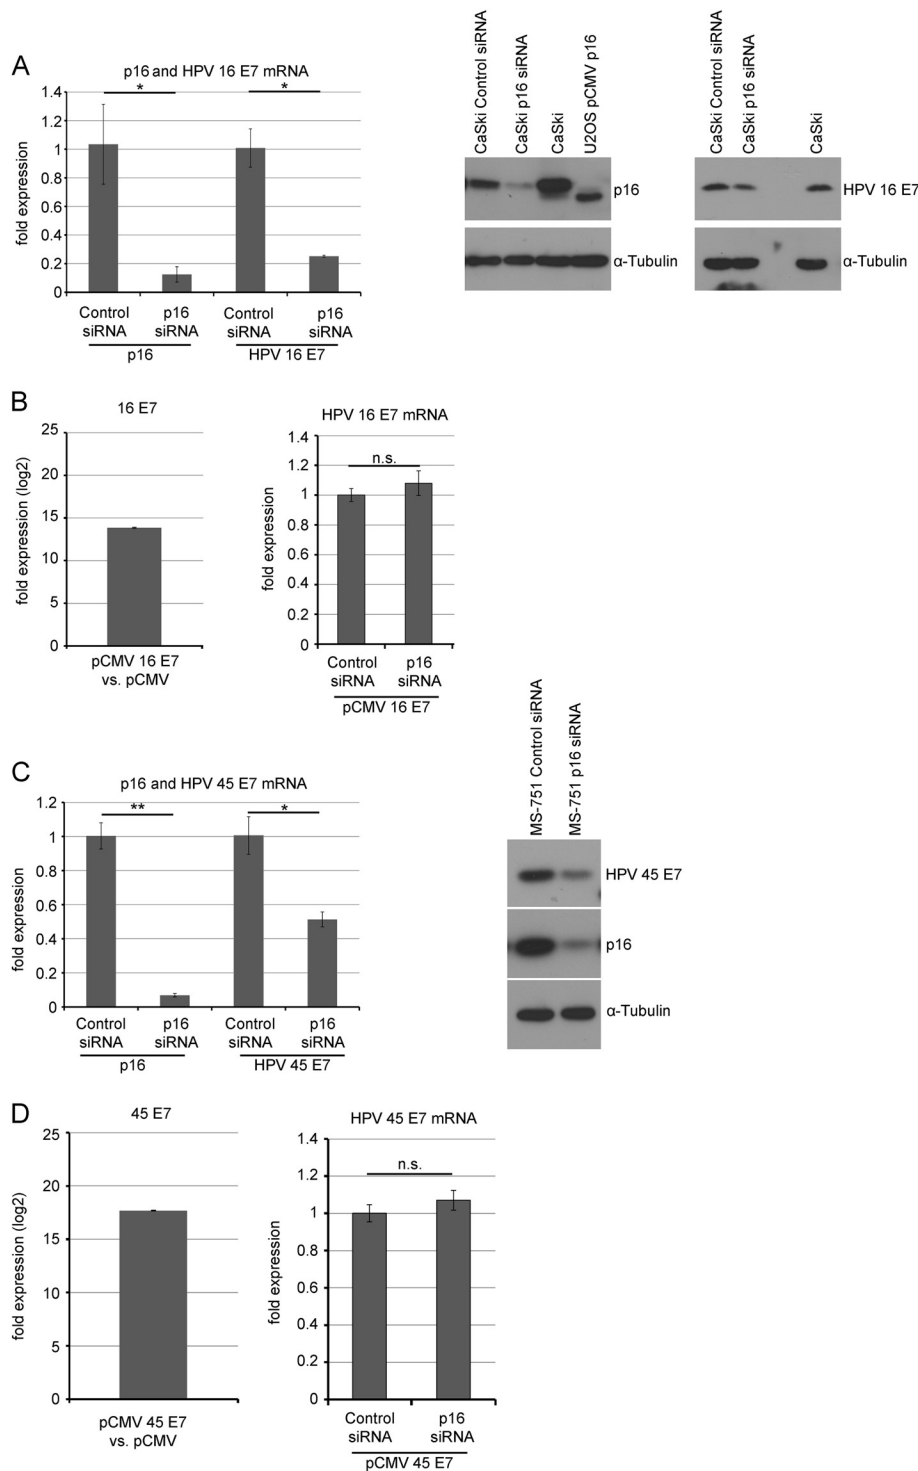 A
p16 and HPV 16 E7 mRNA
fold expression
1.4
1.2
1
0.8
0.6
0.4
0.2
0
*
*
Control siRNA
p16 siRNA
Control siRNA
p16 siRNA
p16
HPV 16 E7
CaSki Control siRNA
CaSki p16 siRNA
CaSki
U2OS pCMV p16
p16
α-Tubulin
CaSki Control siRNA
CaSki p16 siRNA
CaSki
HPV 16 E7
α-Tubulin
B
16 E7
fold expression (log2)
25
20
15
10
5
0
pCMV 16 E7
vs. pCMV
HPV 16 E7 mRNA
fold expression
1.4
1.2
1
0.8
0.6
0.4
0.2
0
n.s.
Control siRNA
p16 siRNA
pCMV 16 E7
C
p16 and HPV 45 E7 mRNA
fold expression
1.2
1
0.8
0.6
0.4
0.2
0
**
*
Control siRNA
p16 siRNA
Control siRNA
p16 siRNA
p16
HPV 45 E7
MS-751 Control siRNA
MS-751 p16 siRNA
HPV 45 E7
p16
α-Tubulin
D
45 E7
fold expression (log2)
25
20
15
10
5
0
pCMV 45 E7
vs. pCMV
HPV 45 E7 mRNA
fold expression
1.4
1.2
1
0.8
0.6
0.4
0.2
0
n.s.
Control siRNA
p16 siRNA
pCMV 45 E7